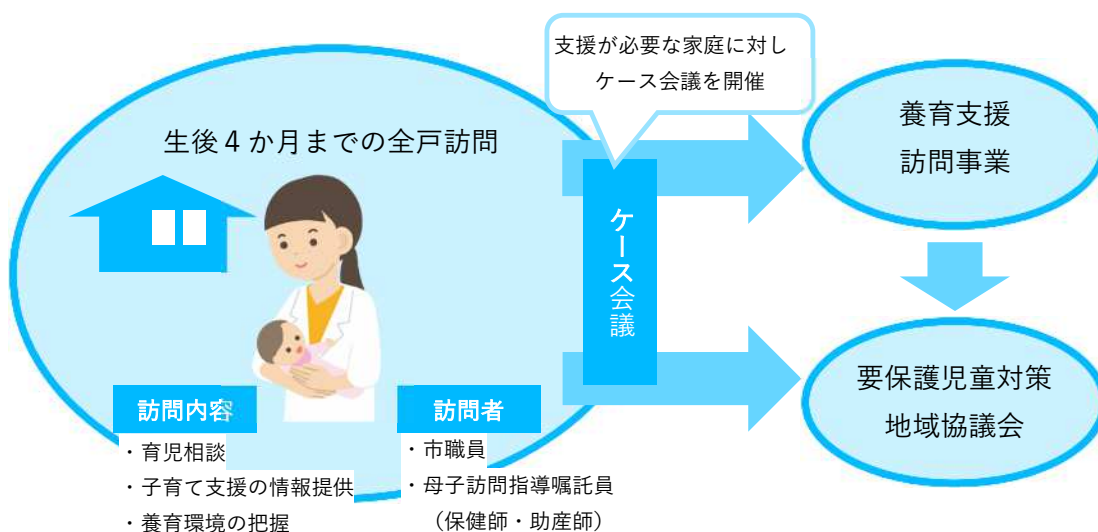 支援が必要な家庭に対し
ケース会議を開催
生後4か月までの全戸訪問
養育支援
訪問事業
ケース会議
要保護児童対策
地域協議会
訪問内容
・育児相談
・子育て支援の情報提供
・養育環境の把握
訪問者
・市職員
・母子訪問指導嘱託員
（保健師・助産師）